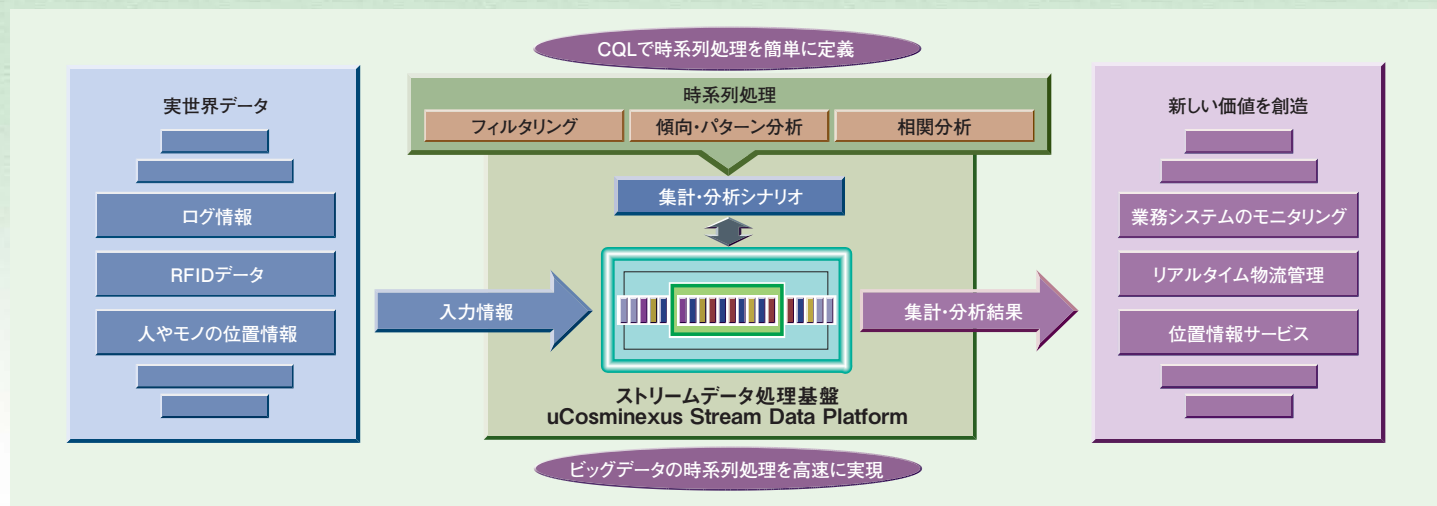 CQLで時系列処理を簡単に定義
実世界データ
ログ情報
RFIDデータ
人やモノの位置情報
入力情報
時系列処理
フィルタリング
傾向・パターン分析
相関分析
集計・分析シナリオ
ストリームデータ処理基盤
uCosminexus Stream Data Platform
集計・分析結果
新しい価値を創造
業務システムのモニタリング
リアルタイム物流管理
位置情報サービス
ビッグデータの時系列処理を高速に実現